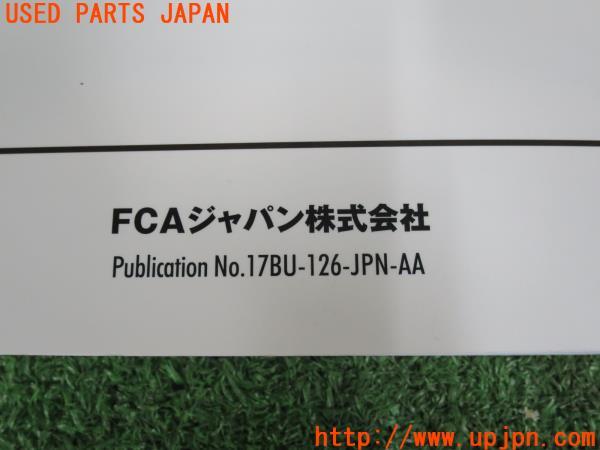 USED PARTS JAPAN
FCAジャパン株式会社
Publication No.17BU-126-JPN-AA
http://www.upjpn.com/